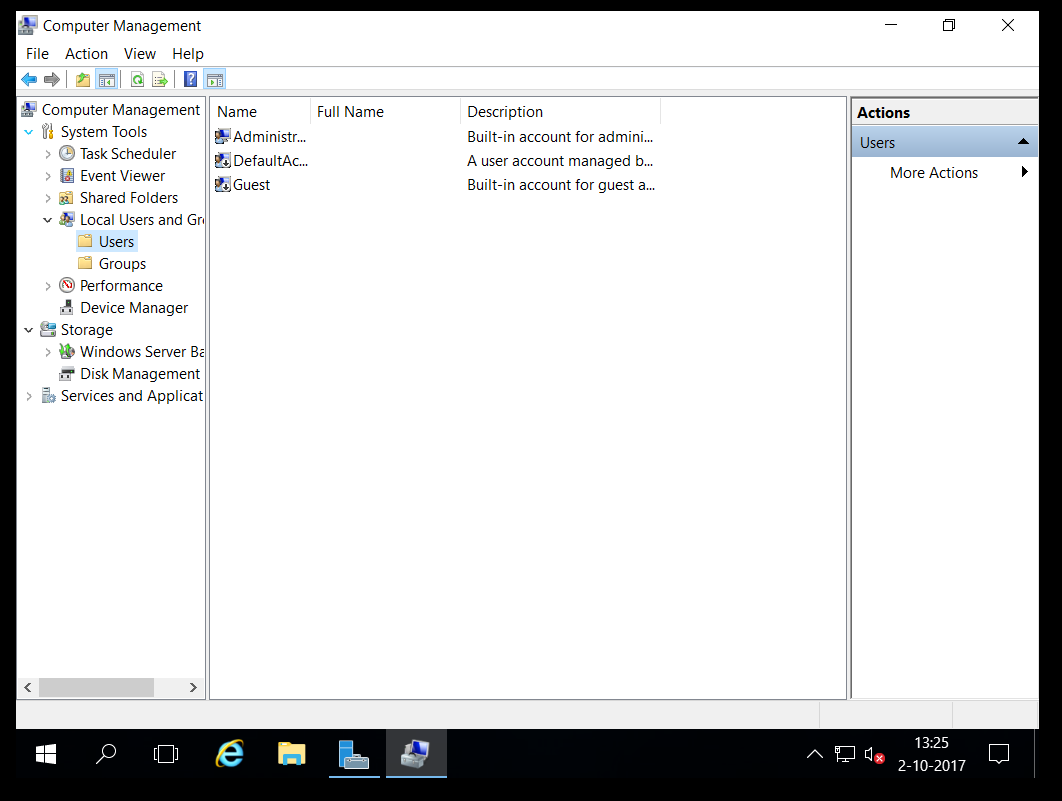 Computer Management
File Action View Help
Computer Management
System Tools
Task Scheduler
Event Viewer
Shared Folders
Local Users and Gr
Users
Groups
Performance
Device Manager
Storage
Windows Server Ba
Disk Management
Services and Applicat
Name Full Name Description
Administr... Built-in account for admini...
DefaultAc... A user account managed b...
Guest Built-in account for guest a...
Actions
Users
More Actions
13:25
2-10-2017